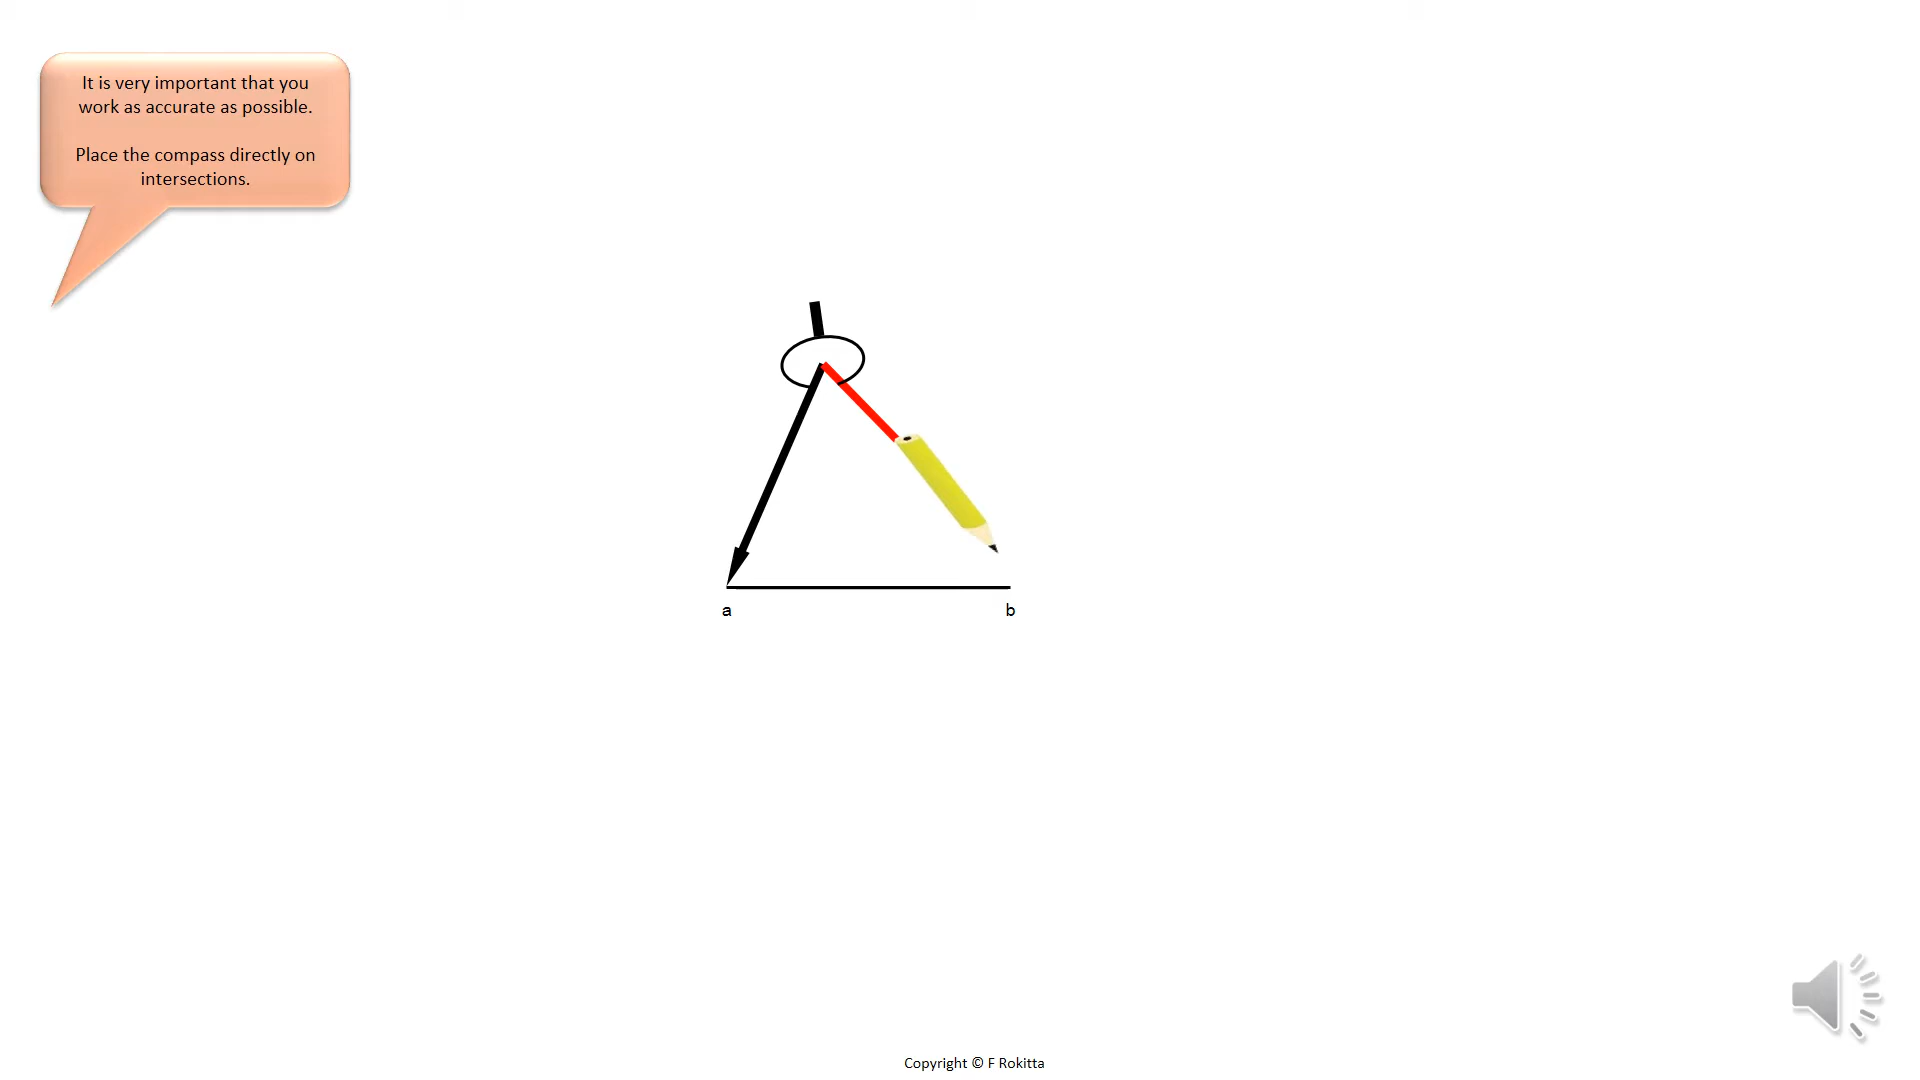 It is very important that you
work as accurate as possible.
Place the compass directly on
intersections.
a
b
Copyright © F Rokitta